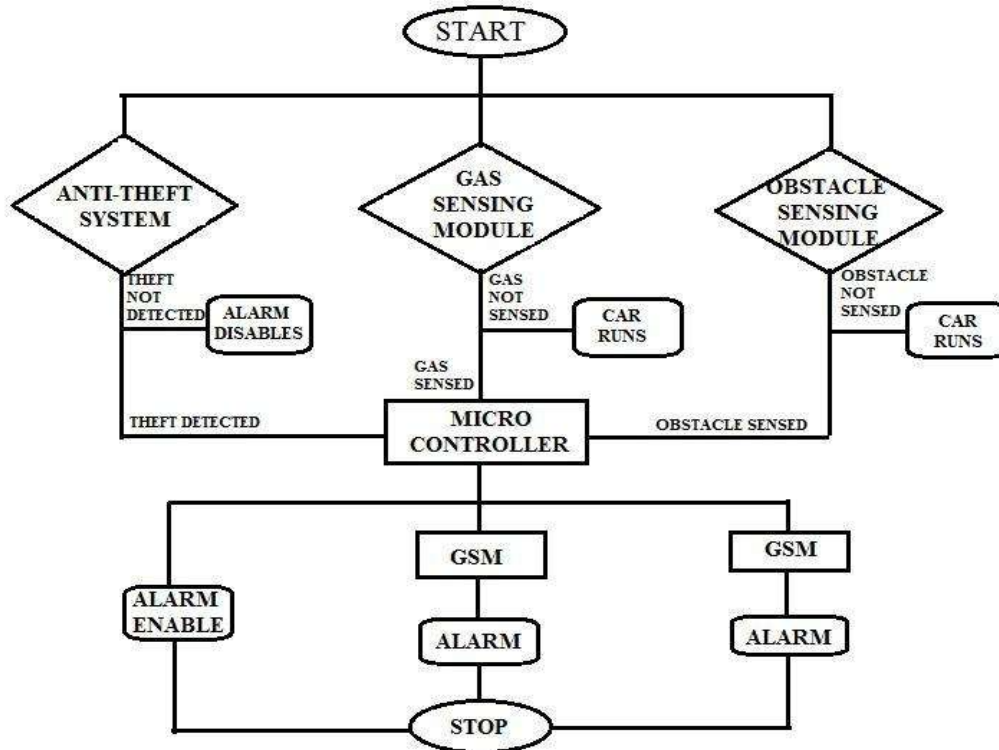 START
ANTI-THEFT
SYSTEM
GAS
SENSING
MODULE
OBSTACLE
SENSING
MODULE
THEFT
NOT
DETECTED
ALARM
DISABLES
GAS
NOT
SENSED
CAR
RUNS
OBSTACLE
NOT
SENSED
CAR
RUNS
GAS
SENSED
THEFT DETECTED
MICRO
CONTROLLER
OBSTACLE SENSED
ALARM
ENABLE
GSM
ALARM
GSM
ALARM
STOP